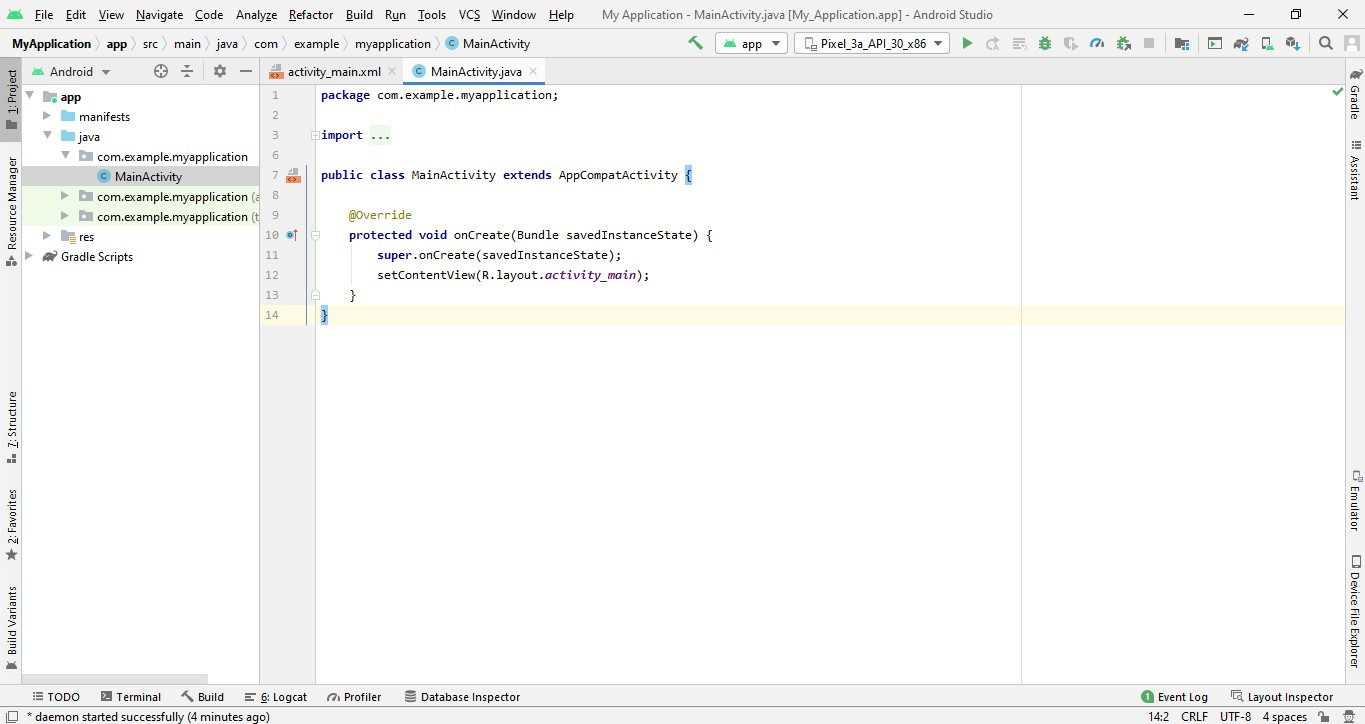 File Edit View Navigate Code Analyze Refactor Build Run Tools VCS Window Help My Application - MainActivity.java [My_Application.app] - Android Studio
MyApplication app src main java com example myapplication MainActivity app Pixel_3a_API_30_x86
Android activity_main.xml MainActivity.java
1: Project
Resource Manager
7: Structure
2: Favorites
Build Variants
app
manifests
java
com.example.myapplication
MainActivity
com.example.myapplication (a
com.example.myapplication (t
res
Gradle Scripts
1 package com.example.myapplication;
2
3 import ...
6
7 public class MainActivity extends AppCompatActivity {
8
9 @Override
10 protected void onCreate(Bundle savedInstanceState) {
11 super.onCreate(savedInstanceState);
12 setContentView(R.layout.activity_main);
13 }
14 }
Gradle
Assistant
Emulator
Device File Explorer
TODO Terminal Build 6: Logcat Profiler Database Inspector 1 Event Log Layout Inspector
* daemon started successfully (4 minutes ago) 14:2 CRLF UTF-8 4 spaces